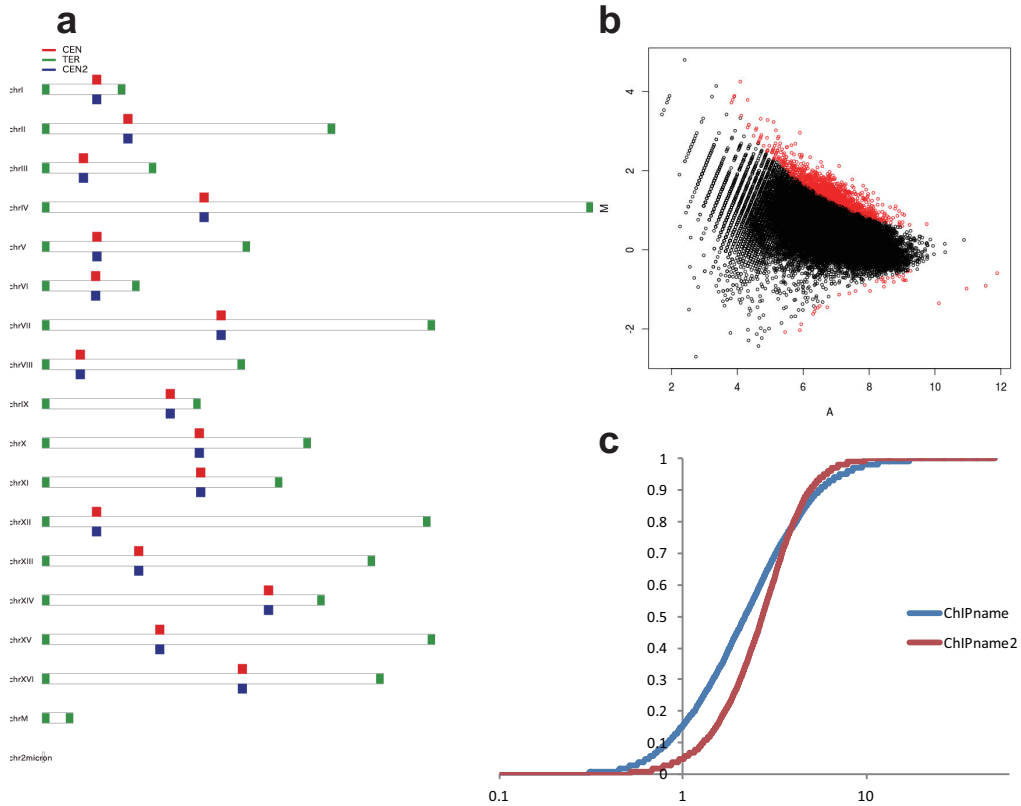 a
CEN
TER
CEN2
chrI
chrII
chrIII
chrIV
chrV
chrVI
chrVII
chrVIII
chrIX
chrX
chrXI
chrXII
chrXIII
chrXIV
chrXV
chrXVI
chrM
chr2micron
b
4
2
0
-2
M
2 4 6 8 10 12
A
c
1
0.9
0.8
0.7
0.6
0.5
0.4
0.3
0.2
0.1
0
ChIPname
ChIPname2
0.1 1 10